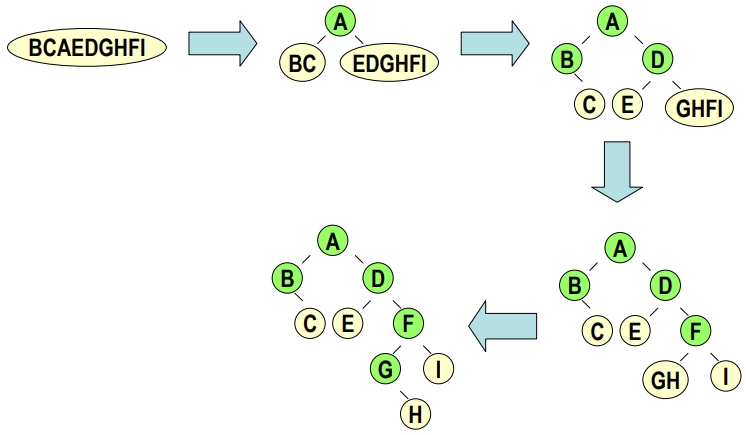 BCAEDGHFI
A
BC EDGHFI
A
B D
C E GHFI
A
B D
C E F
GH I
A
B D
C E F
G I
H